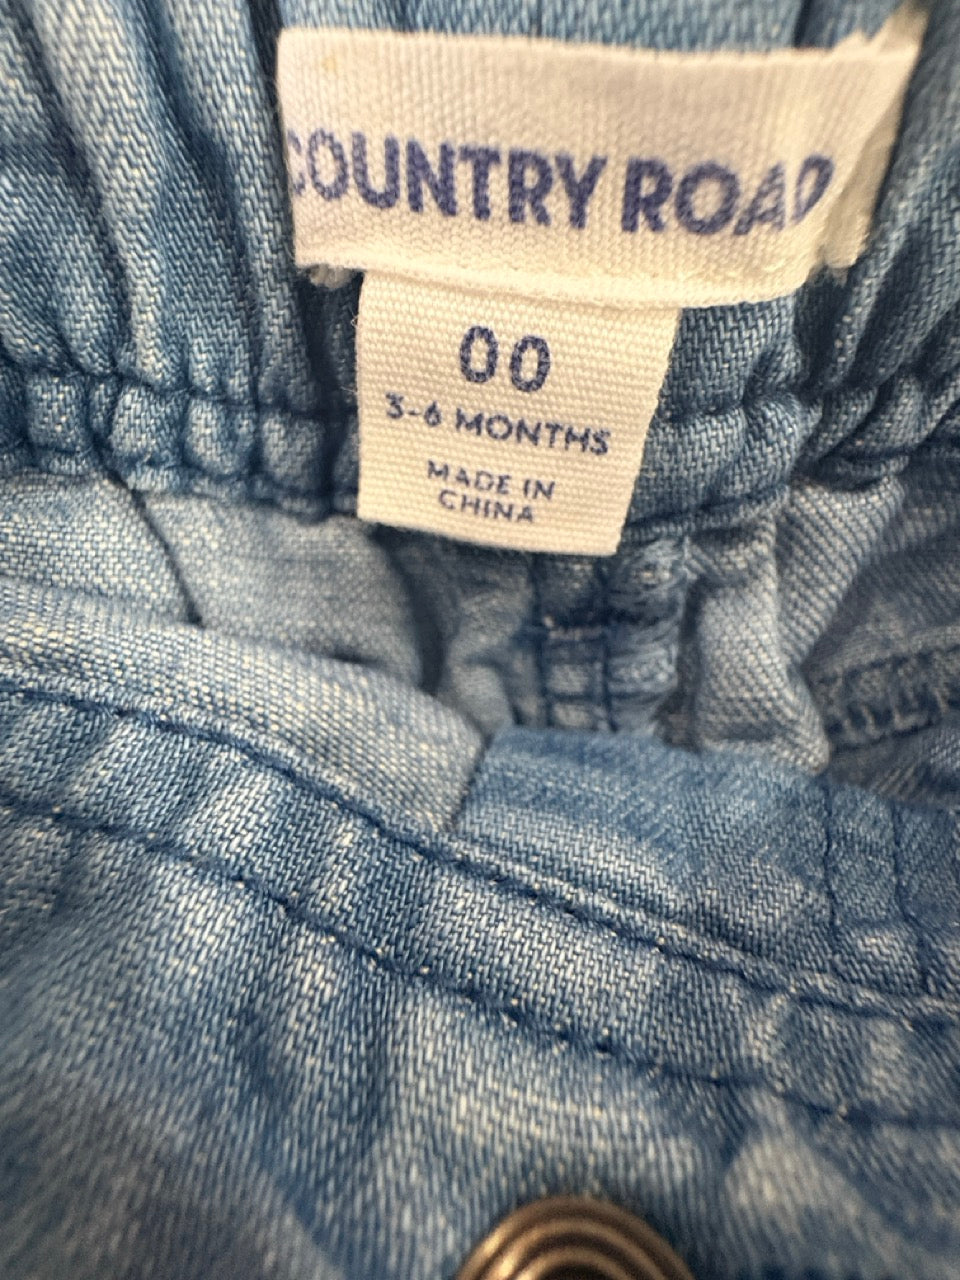 COUNTRY ROAD
00
3-6 MONTHS
MADE IN
CHINA